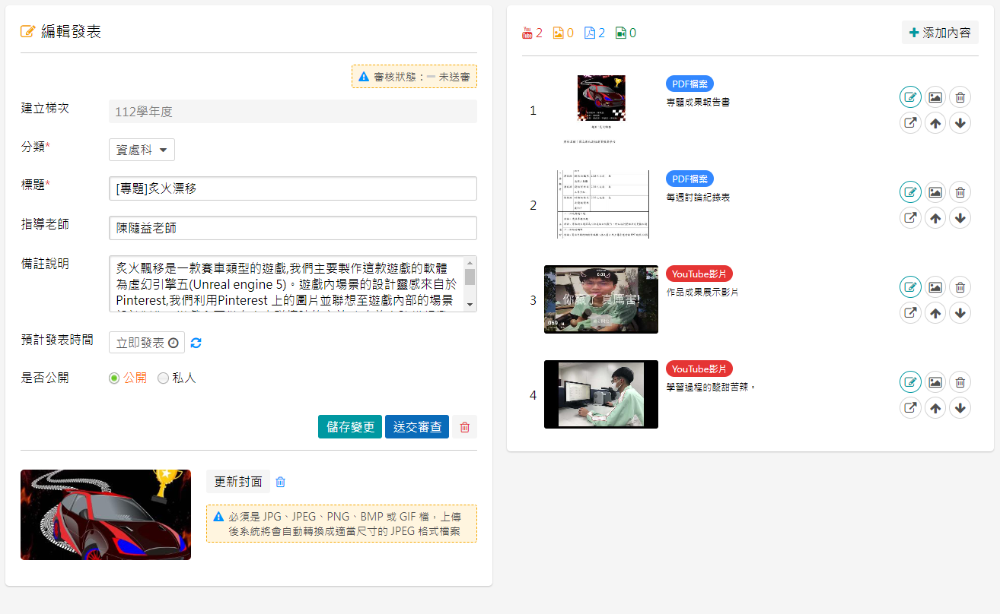 編輯發表
審核狀態：未送審
建立梯次
112學年度
分類*
資處科
標題*
[專題]炙火漂移
指導老師
陳隨益老師
備註說明
炙火飄移是一款賽車類型的遊戲,我們主要製作這款遊戲的軟體
為虛幻引擎五(Unreal engine 5)。遊戲內場景的設計靈感來自於
Pinterest,我們利用Pinterest 上的圖片並聯想至遊戲內部的場景
預計發表時間
立即發表
是否公開
公開
私人
儲存變更
送交審查
更新封面
必須是 JPG、JPEG、PNG、BMP 或 GIF 檔，上傳
後系統將會自動轉換成適當尺寸的 JPEG 格式檔案
You
2
0
2
0
添加內容
1
PDF檔案
專題成果報告書
2
PDF檔案
每週討論紀錄表
3
你贏了 真厲害!
YouTube影片
作品成果展示影片
4
YouTube影片
學習過程的酸甜苦辣。